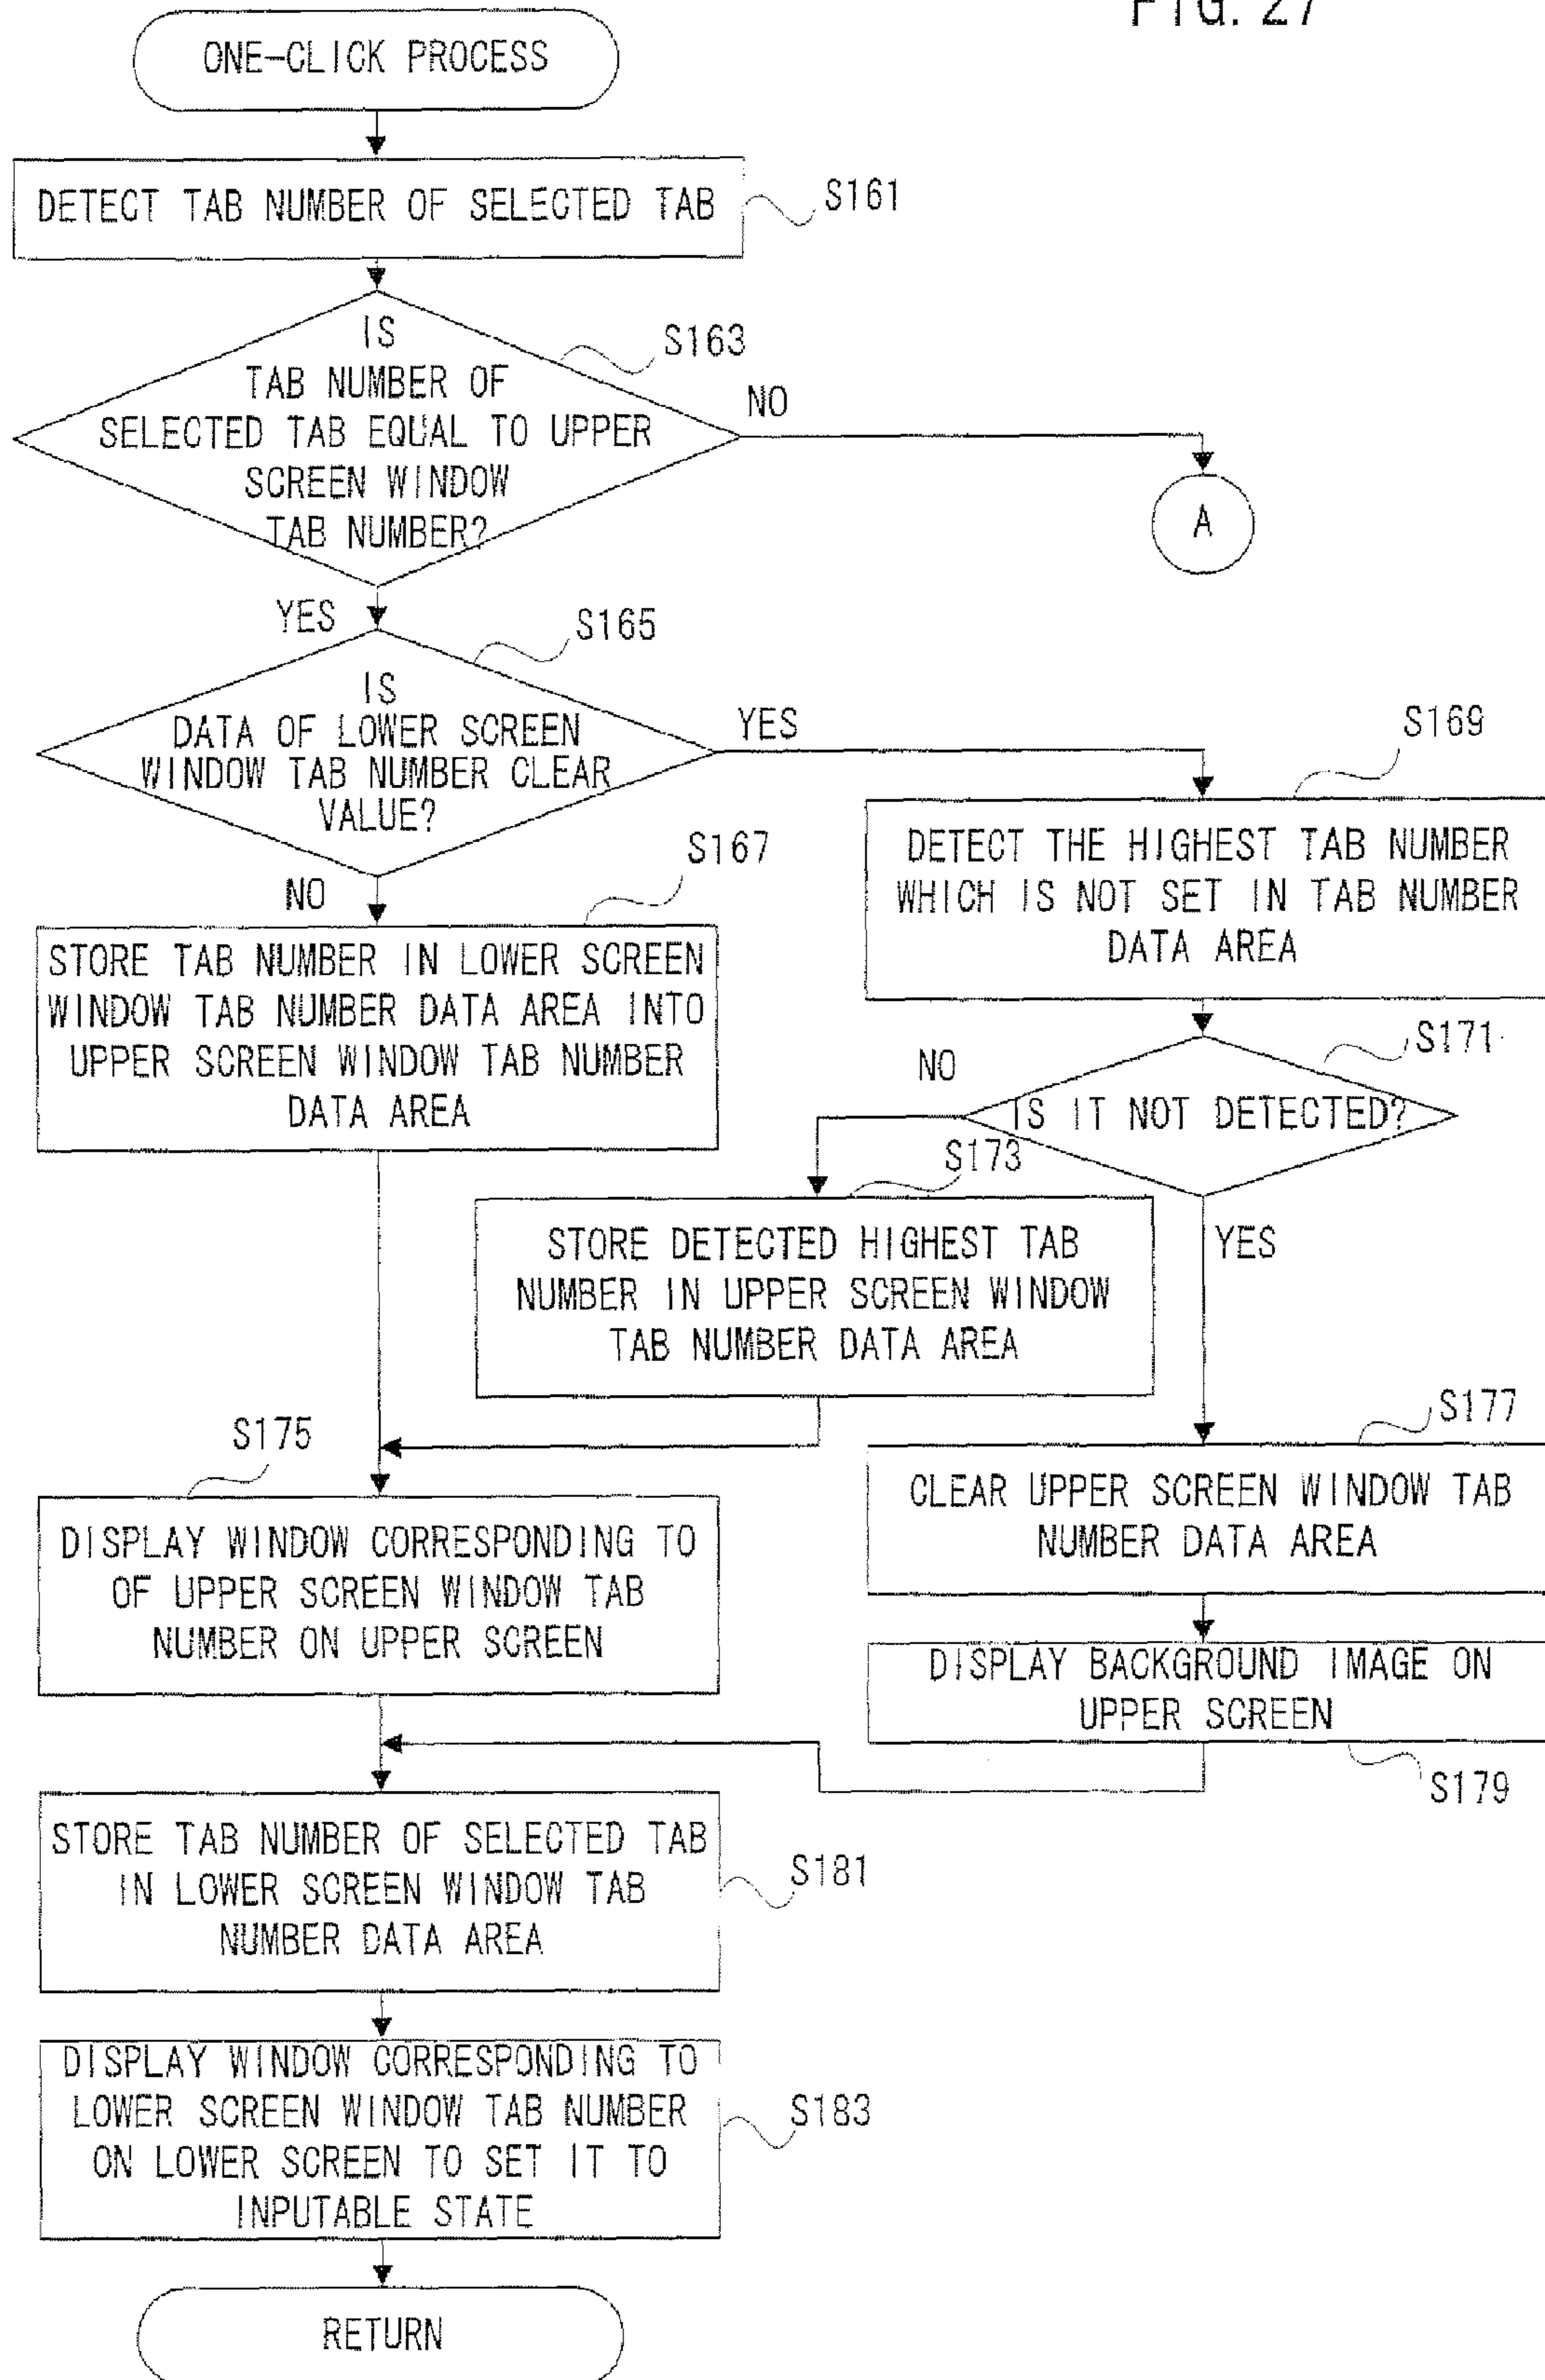 FIG. 27
ONE-CLICK PROCESS
DETECT TAB NUMBER OF SELECTED TAB
S161
IS
TAB NUMBER OF
SELECTED TAB EQUAL TO UPPER
SCREEN WINDOW
TAB NUMBER?
S163
NO
A
YES
IS
DATA OF LOWER SCREEN
WINDOW TAB NUMBER CLEAR
VALUE?
S165
YES
NO
S167
STORE TAB NUMBER IN LOWER SCREEN
WINDOW TAB NUMBER DATA AREA INTO
UPPER SCREEN WINDOW TAB NUMBER
DATA AREA
S169
DETECT THE HIGHEST TAB NUMBER
WHICH IS NOT SET IN TAB NUMBER
DATA AREA
S171
NO
IS IT NOT DETECTED?
YES
S173
STORE DETECTED HIGHEST TAB
NUMBER IN UPPER SCREEN WINDOW
TAB NUMBER DATA AREA
S175
DISPLAY WINDOW CORRESPONDING TO
OF UPPER SCREEN WINDOW TAB
NUMBER ON UPPER SCREEN
S177
CLEAR UPPER SCREEN WINDOW TAB
NUMBER DATA AREA
DISPLAY BACKGROUND IMAGE ON
UPPER SCREEN
S179
STORE TAB NUMBER OF SELECTED TAB
IN LOWER SCREEN WINDOW TAB
NUMBER DATA AREA
S181
DISPLAY WINDOW CORRESPONDING TO
LOWER SCREEN WINDOW TAB NUMBER
ON LOWER SCREEN TO SET IT TO
INPUTABLE STATE
S183
RETURN